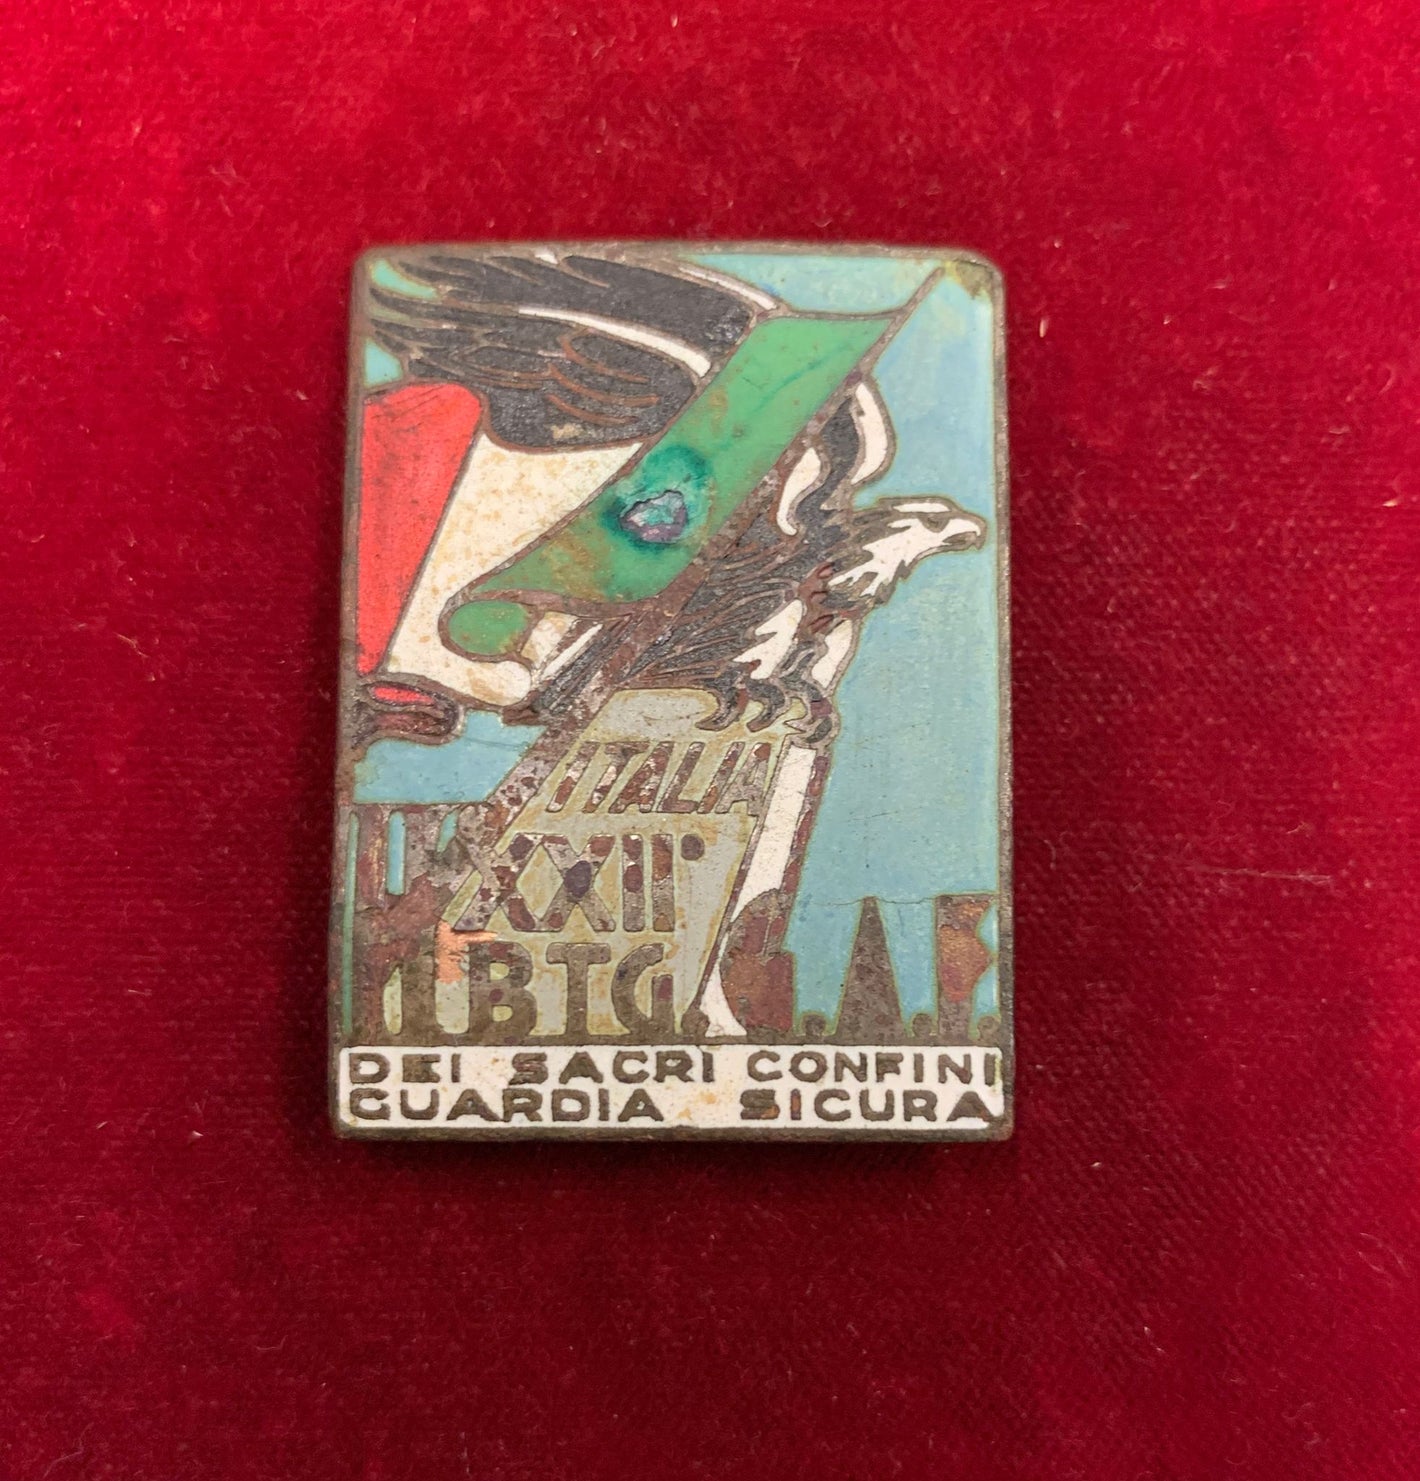 ITALIA
XXII°
BTG. G.A.F.
DEI SACRI CONFINI
GUARDIA SICURA